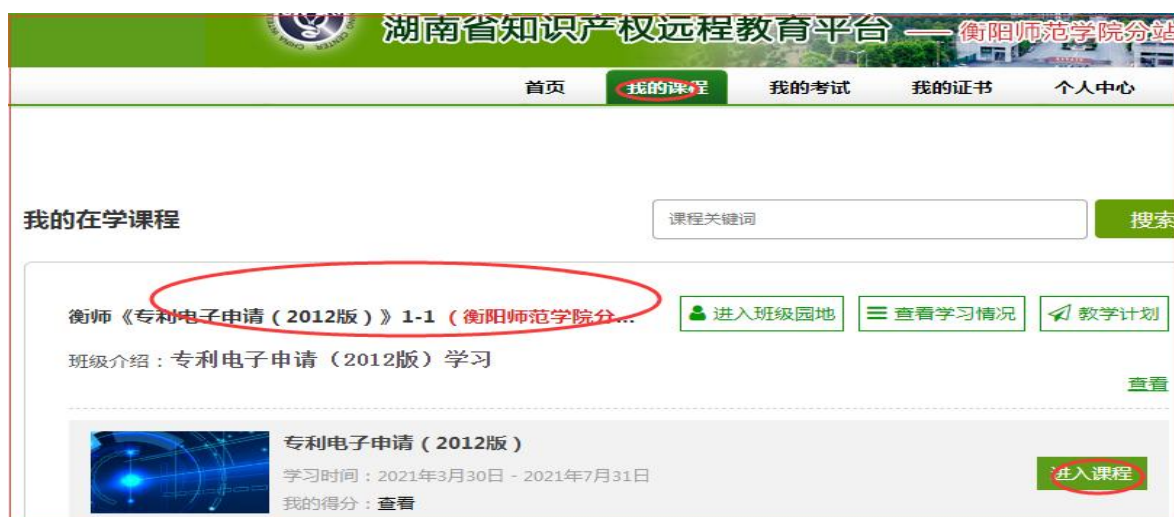 湖南省知识产权远程教育平台 —— 衡阳师范学院分站
首页 我的课程 我的考试 我的证书 个人中心
我的在学课程 课程关键词 搜索
衡师《专利电子申请（2012版）》1-1（衡阳师范学院分... 进入班级园地 查看学习情况 教学计划
班级介绍：专利电子申请（2012版）学习
查看
专利电子申请（2012版）
学习时间：2021年3月30日 - 2021年7月31日
进入课程
我的得分：查看